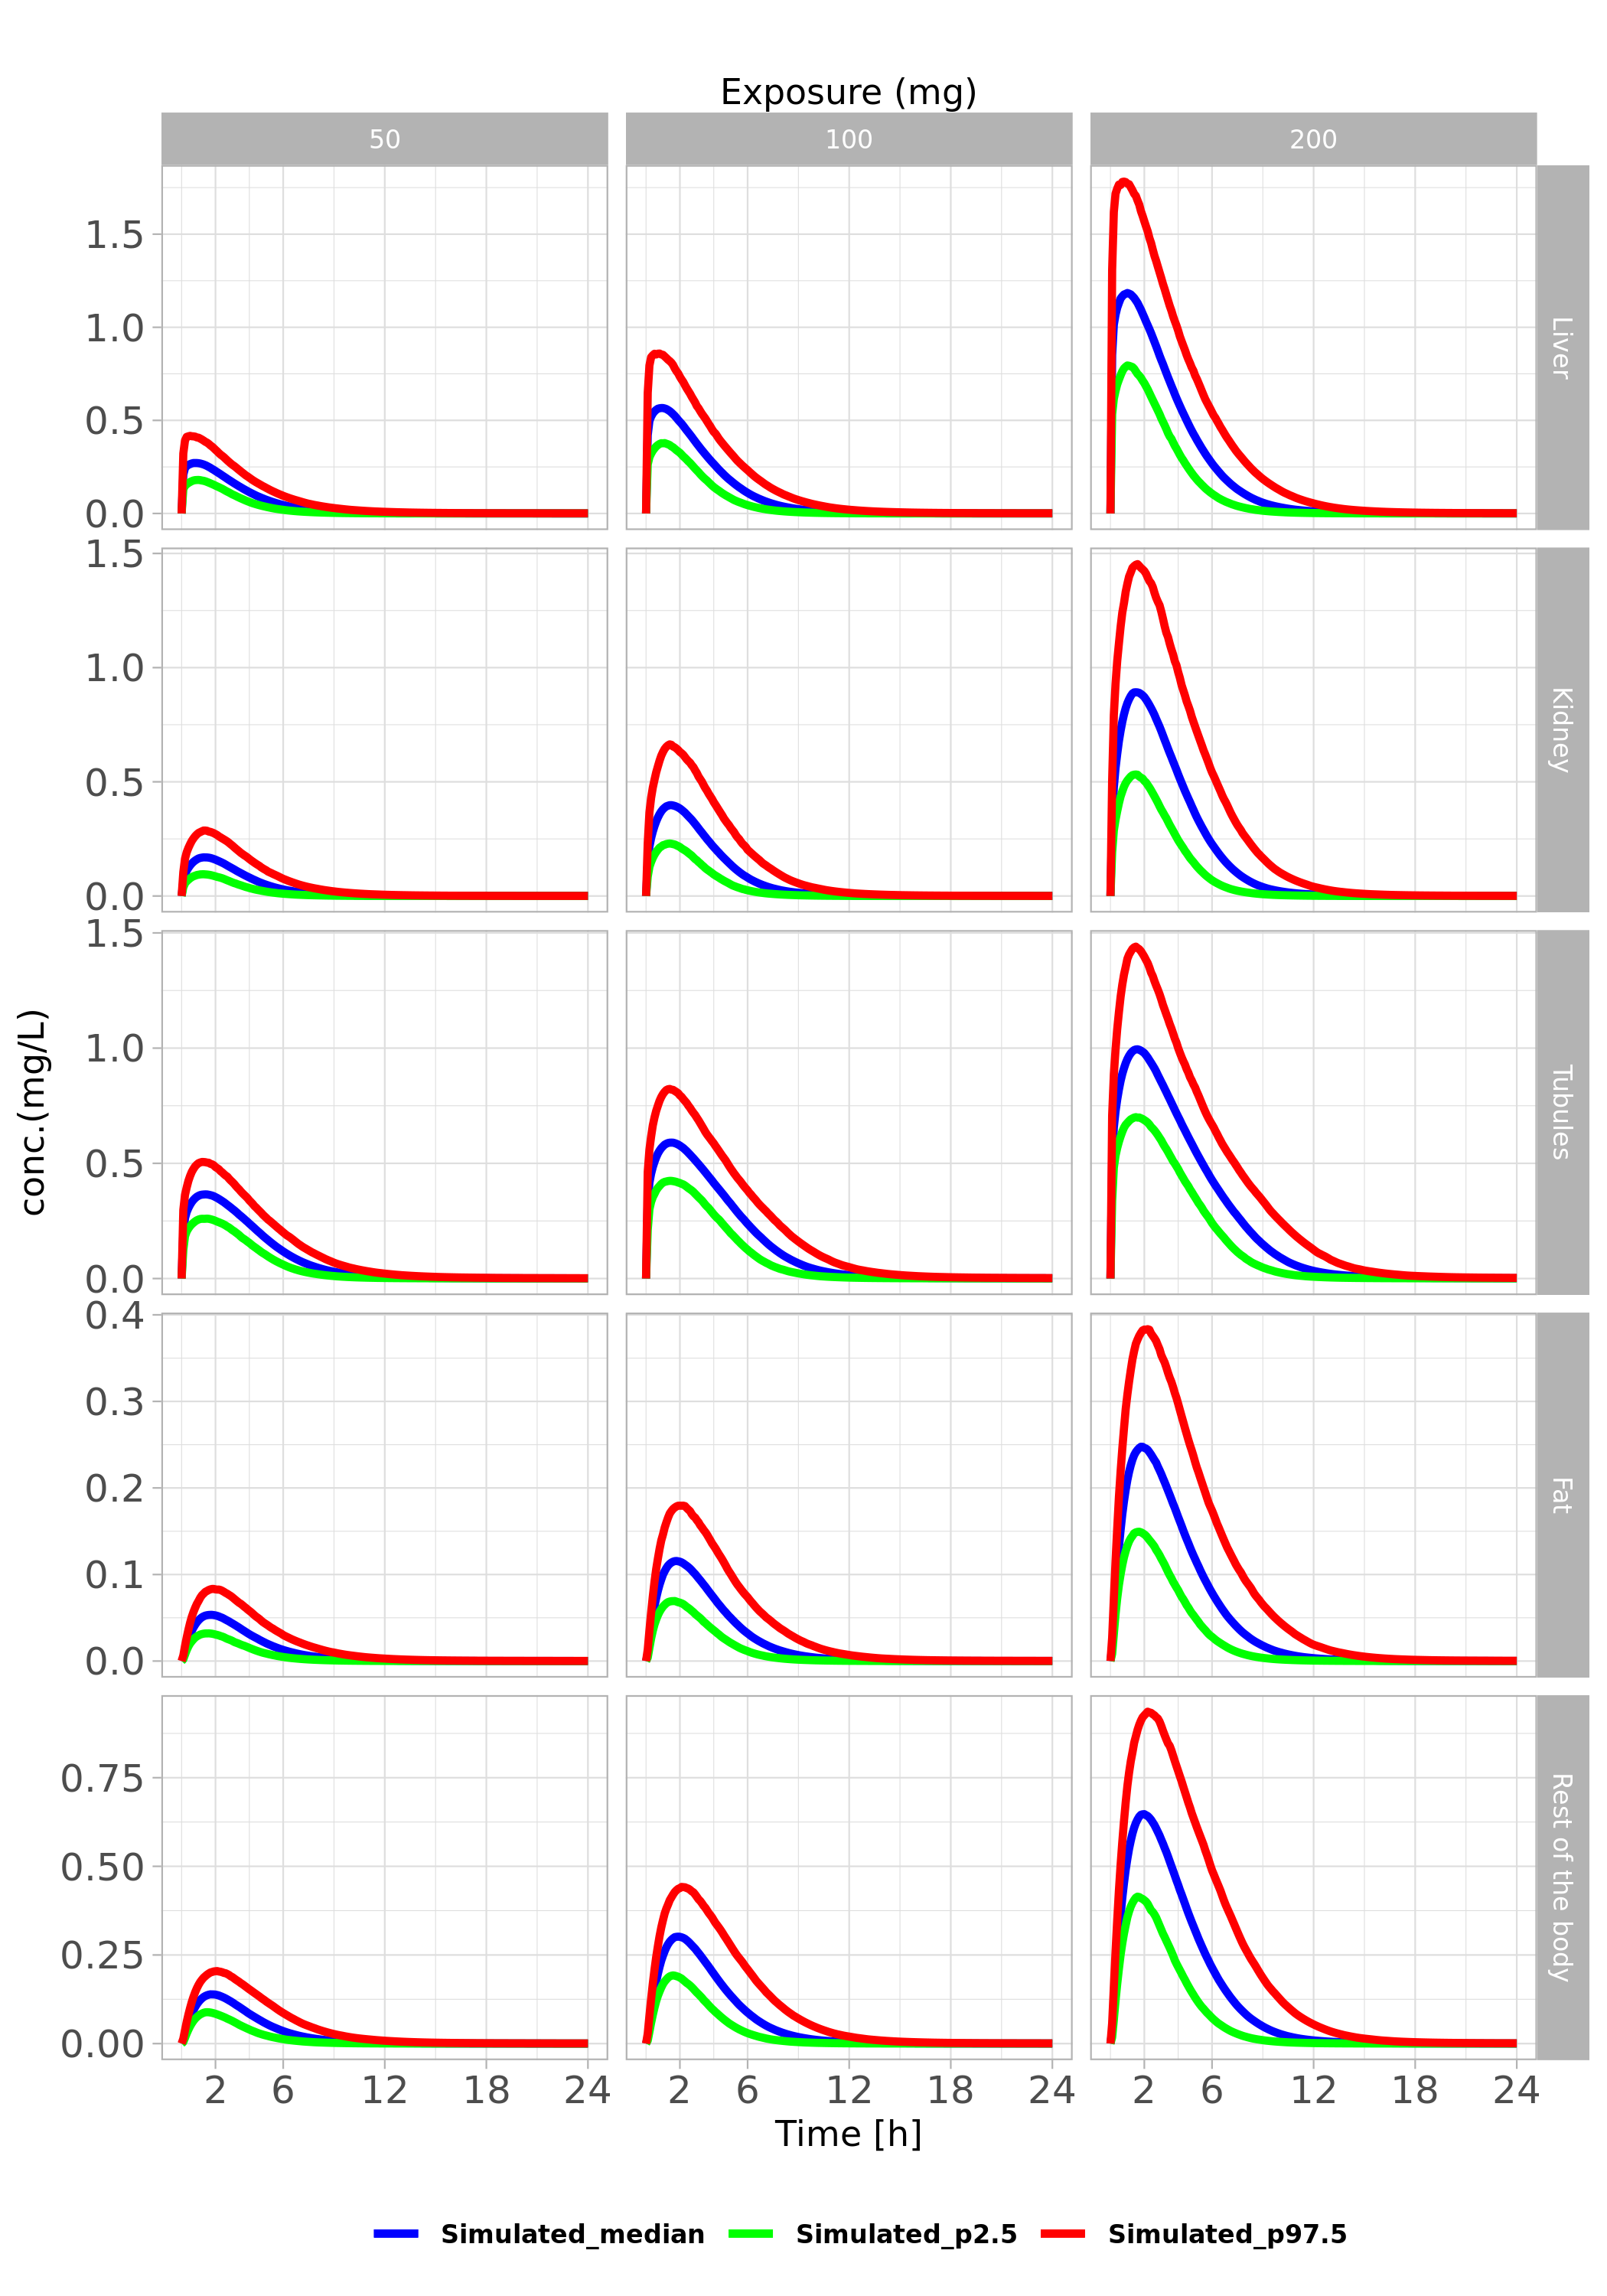 Exposure (mg)
50 100 200
1.5
1.0
0.5
0.0
Liver
1.5
1.0
0.5
0.0
Kidney
1.5
1.0
0.5
0.0
Tubules
0.4
0.3
0.2
0.1
0.0
Fat
0.75
0.50
0.25
0.00
Rest of the body
conc.(mg/L)
2 6 12 18 24 2 6 12 18 24 2 6 12 18 24
Time [h]
Simulated_median Simulated_p2.5 Simulated_p97.5